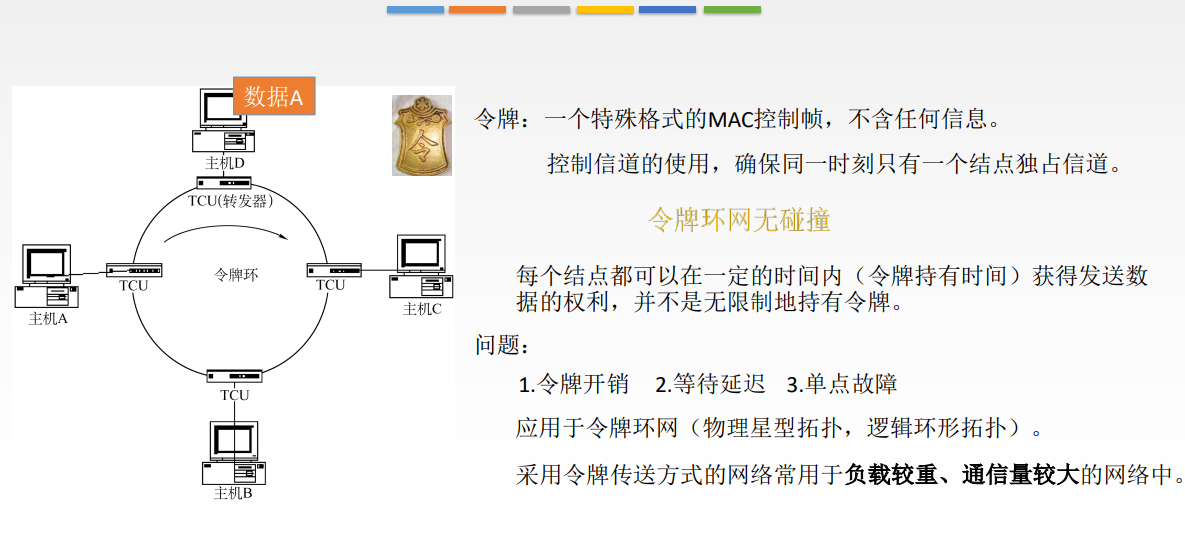 数据A
主机D
TCU(转发器)
令牌环
TCU
主机A
TCU
主机C
TCU
主机B
令
令牌：一个特殊格式的MAC控制帧，不含任何信息。
控制信道的使用，确保同一时刻只有一个结点独占信道。
令牌环网无碰撞
每个结点都可以在一定的时间内（令牌持有时间）获得发送数
据的权利，并不是无限制地持有令牌。
问题：
1.令牌开销 2.等待延迟 3.单点故障
应用于令牌环网（物理星型拓扑，逻辑环形拓扑）。
采用令牌传送方式的网络常用于负载较重、通信量较大的网络中。